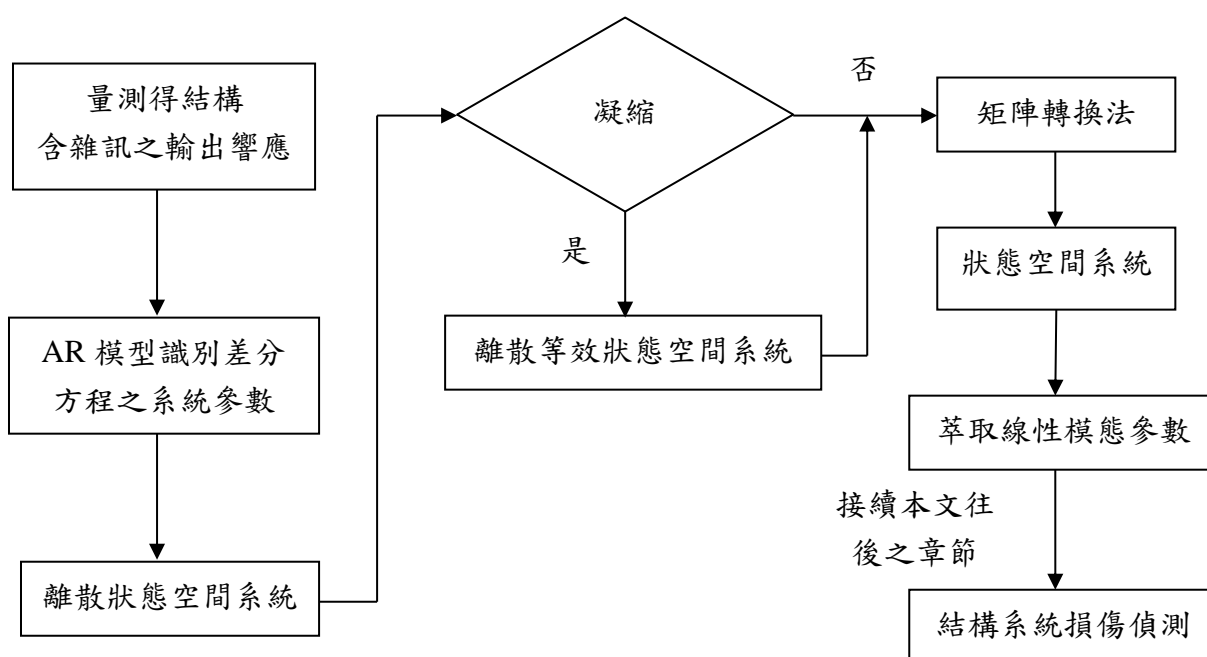 量測得結構
含雜訊之輸出響應
AR 模型識別差分
方程之系統參數
離散狀態空間系統
凝縮
是
否
離散等效狀態空間系統
矩陣轉換法
狀態空間系統
萃取線性模態參數
接續本文往
後之章節
結構系統損傷偵測